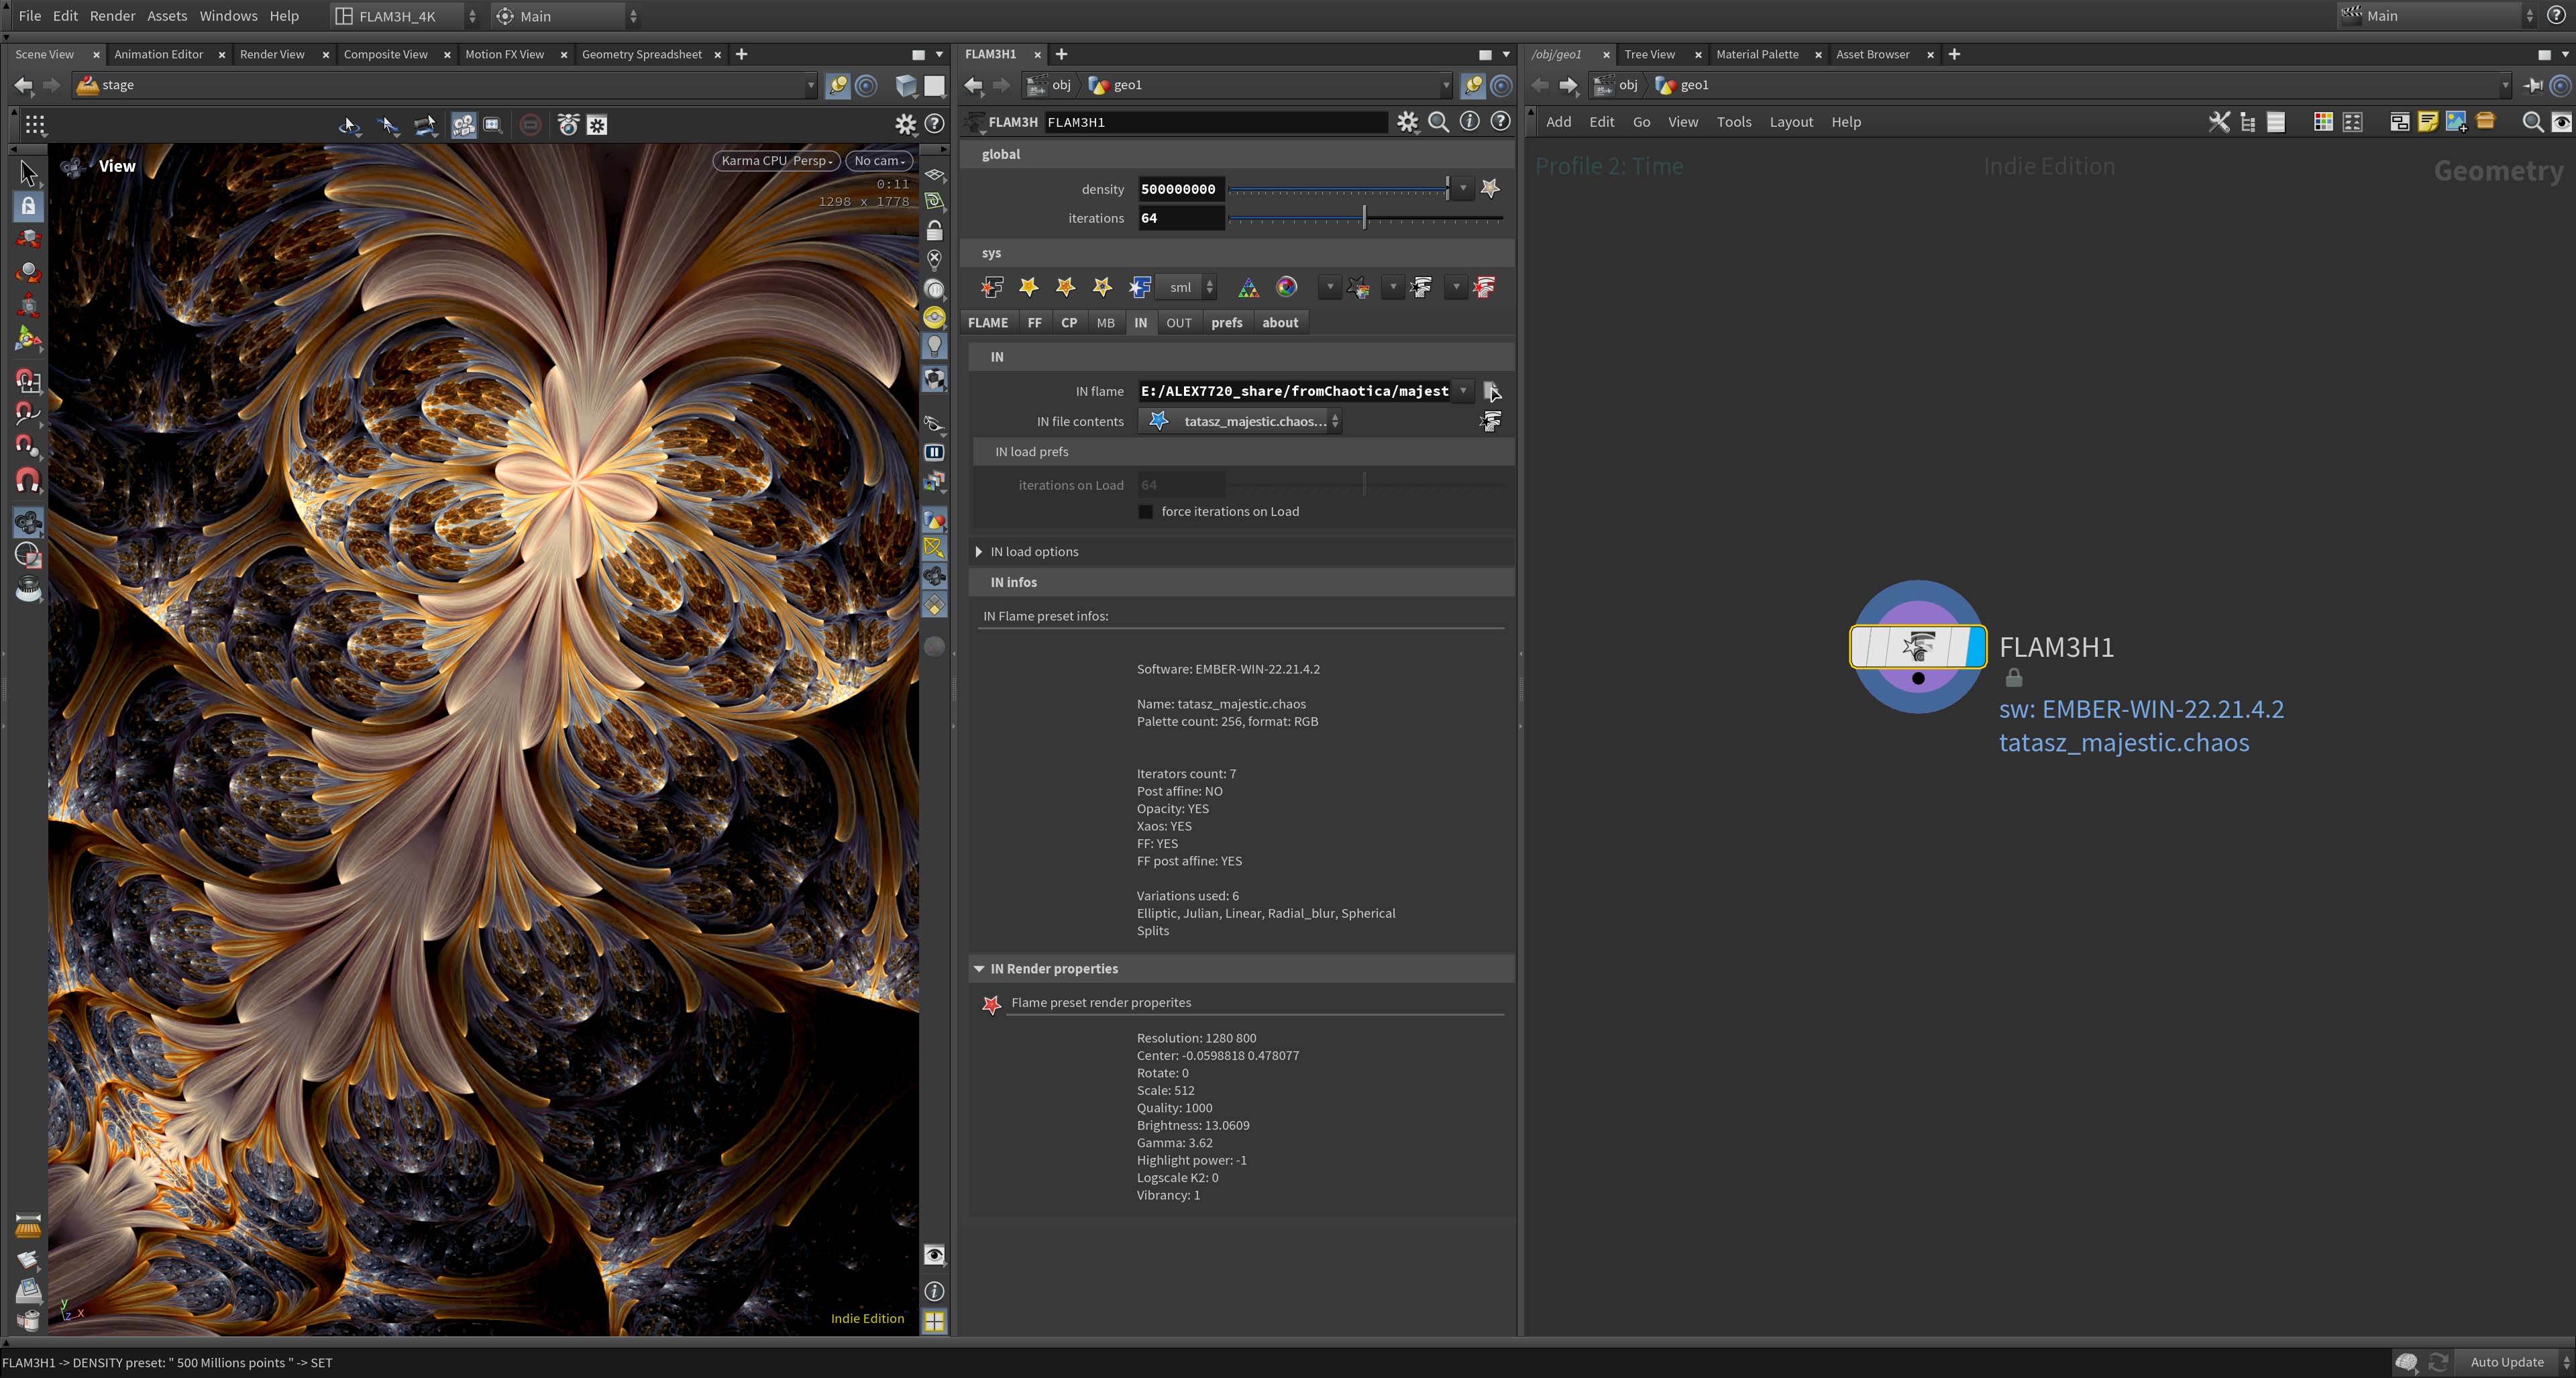 File Edit Render Assets Windows Help FLAM3H_4K Main Main
Scene View Animation Editor Render View Composite View Motion FX View Geometry Spreadsheet
stage
View
Karma CPU Persp No cam
0:11
1298 x 1778
Indie Edition
FLAM3H1
obj geo1
FLAM3H FLAM3H1
global
density 500000000
iterations 64
sys
sml
FLAME FF CP MB IN OUT prefs about
IN
IN flame E:/ALEX7720_share/fromChaotica/majest
IN file contents tatasz_majestic.chaos...
IN load prefs
iterations on Load 64
force iterations on Load
IN load options
IN infos
IN Flame preset infos:
Software: EMBER-WIN-22.21.4.2
Name: tatasz_majestic.chaos
Palette count: 256, format: RGB
Iterators count: 7
Post affine: NO
Opacity: YES
Xaos: YES
FF: YES
FF post affine: YES
Variations used: 6
Elliptic, Julian, Linear, Radial_blur, Spherical
Splits
IN Render properties
Flame preset render properites
Resolution: 1280 800
Center: -0.0598818 0.478077
Rotate: 0
Scale: 512
Quality: 1000
Brightness: 13.0609
Gamma: 3.62
Highlight power: -1
Logscale K2: 0
Vibrancy: 1
/obj/geo1 Tree View Material Palette Asset Browser
obj geo1
Add Edit Go View Tools Layout Help
Profile 2: Time Indie Edition Geometry
FLAM3H1
sw: EMBER-WIN-22.21.4.2
tatasz_majestic.chaos
FLAM3H1 -> DENSITY preset: " 500 Millions points " -> SET
Auto Update